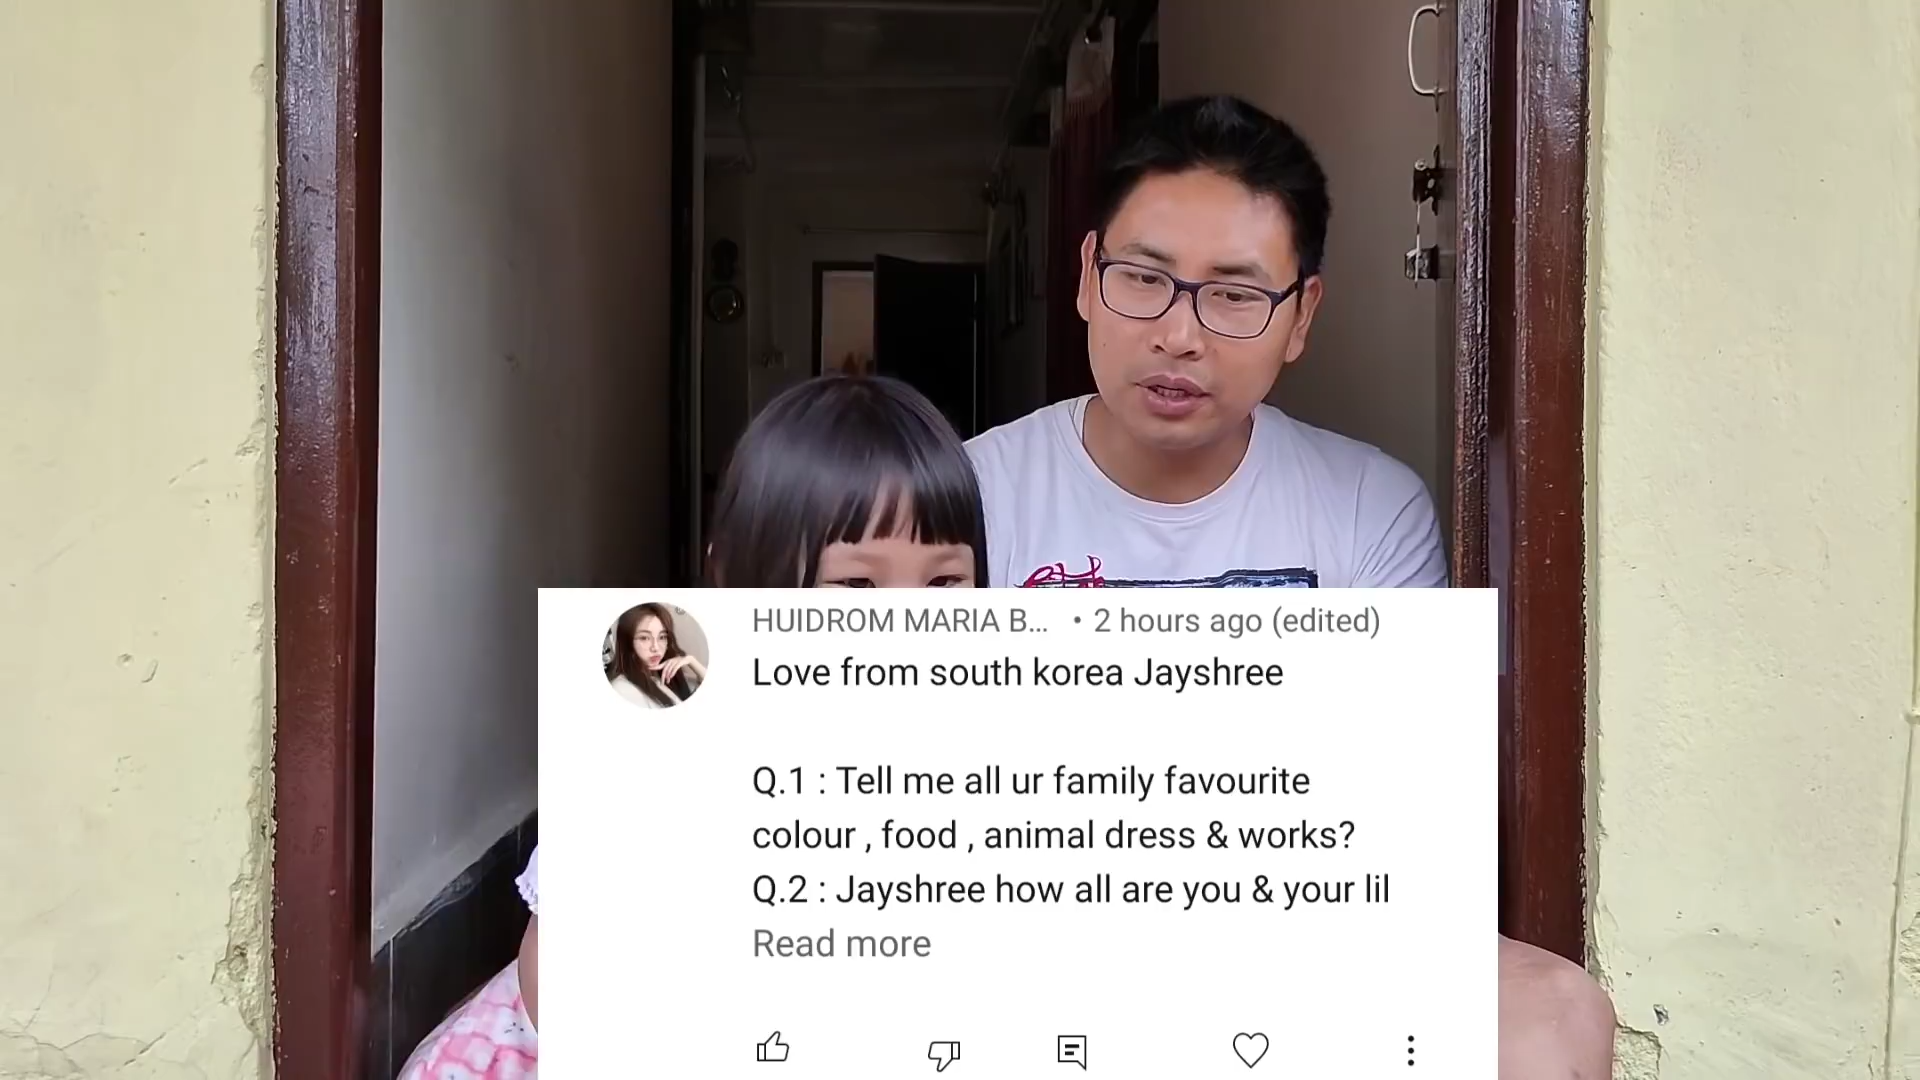 HUIDROM MARIA B... • 2 hours ago (edited)
Love from south korea Jayshree
Q.1 : Tell me all ur family favourite
colour , food , animal dress & works?
Q.2 : Jayshree how all are you & your lil
Read more